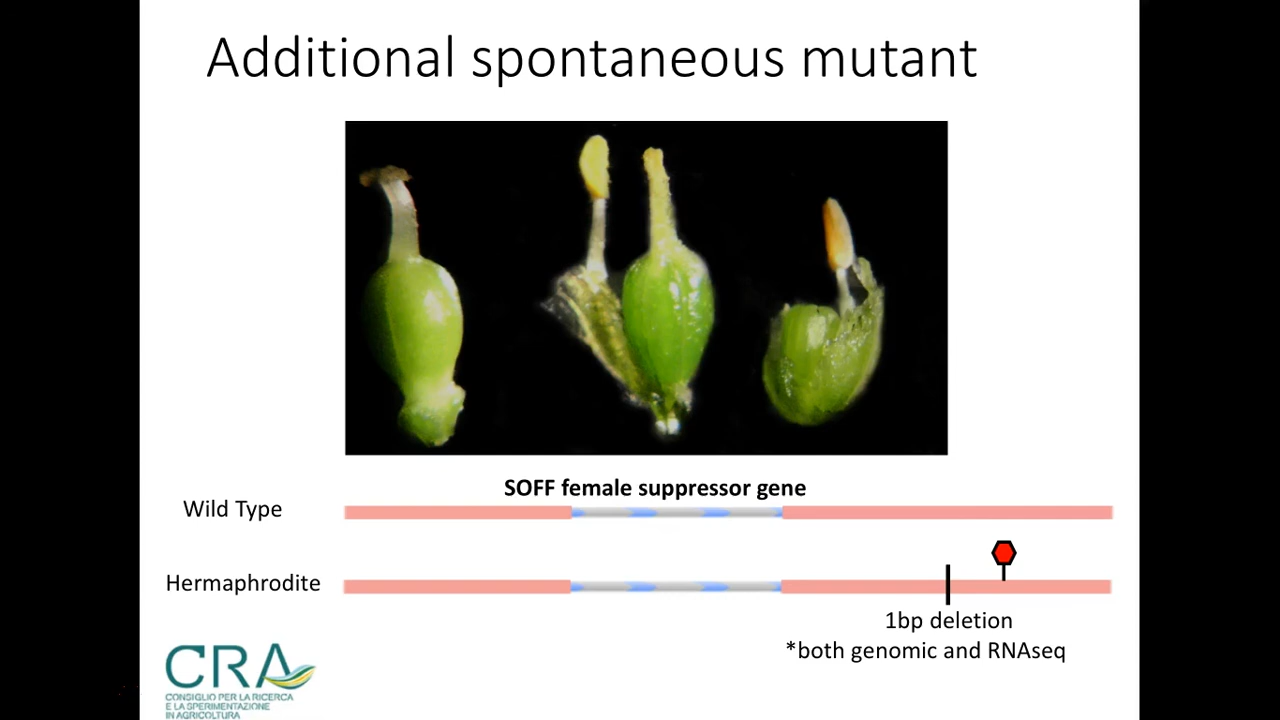 Additional spontaneous mutant
SOFF female suppressor gene
Wild Type
Hermaphrodite
1bp deletion
*both genomic and RNAseq
CRA
CONSIGLIO PER LA RICERCA
E LA SPERIMENTAZIONE
IN AGRICOLTURA